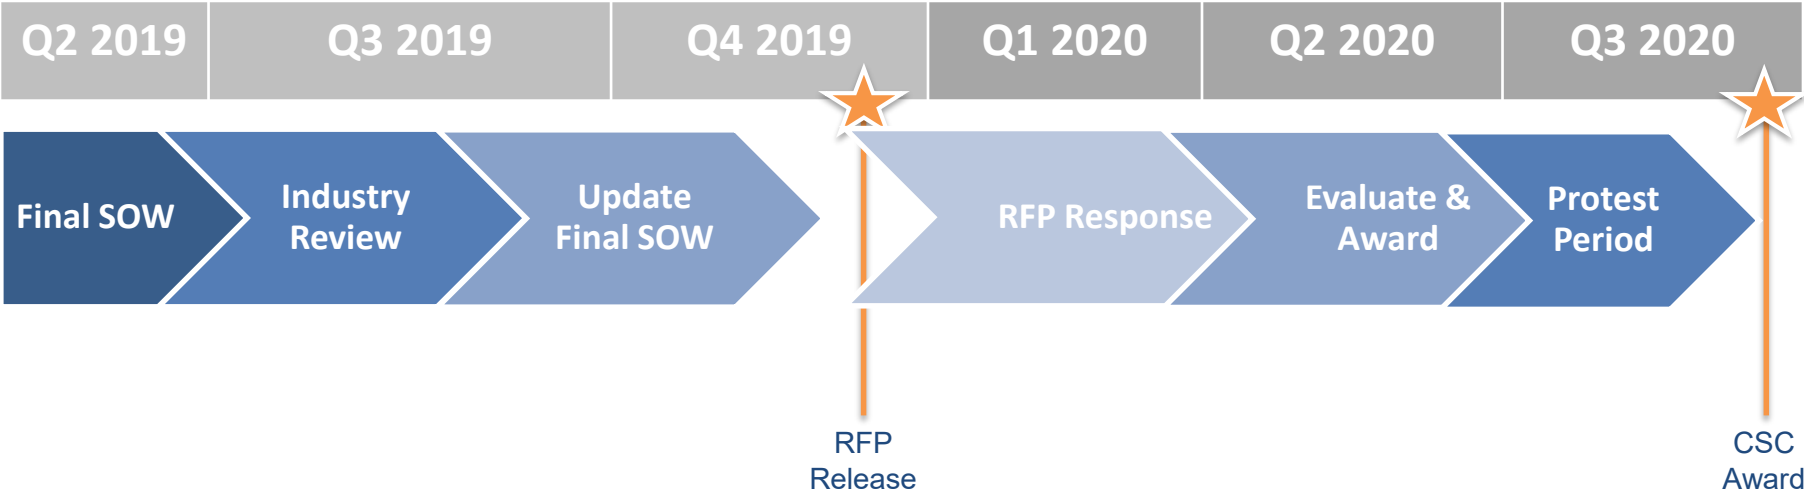 Q2 2019
Q3 2019
Q4 2019
Q1 2020
Q2 2020
Q3 2020
Final SOW
Industry
Review
Update
Final SOW
RFP Response
Evaluate &
Award
Protest
Period
RFP
Release
CSC
Award